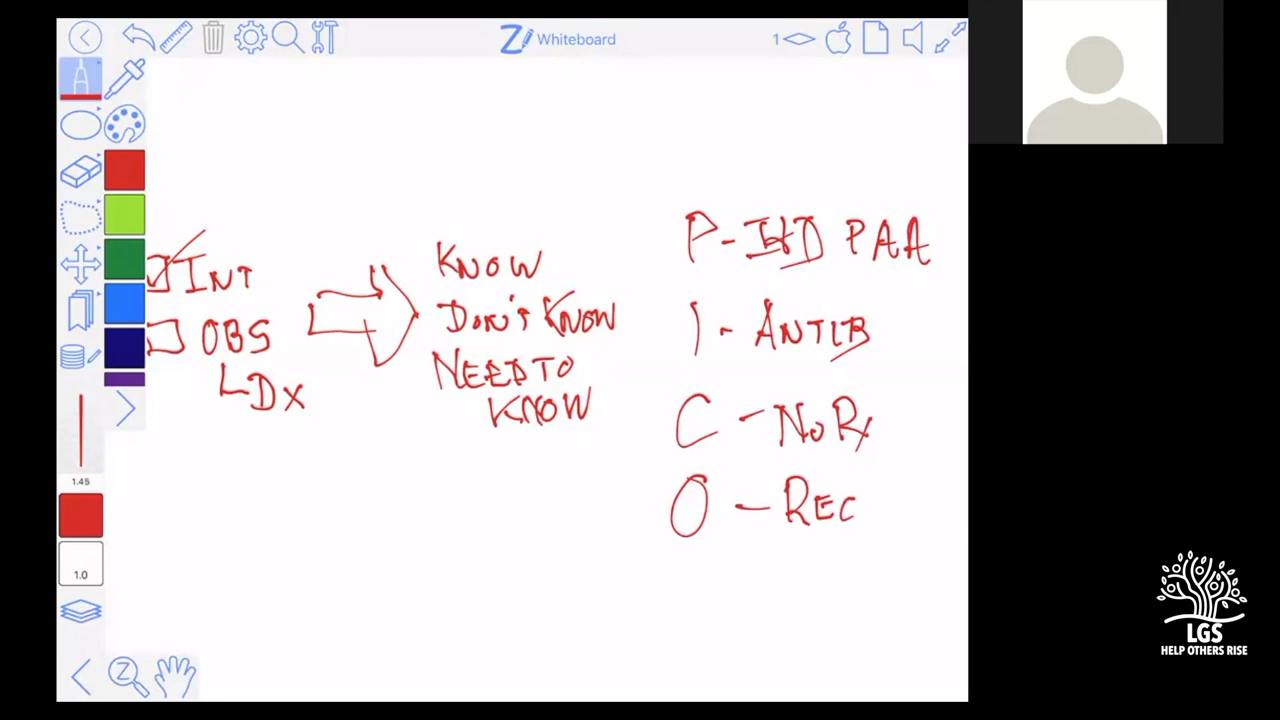 Whiteboard
1
INT
OBS
LDX
KNOW
DON'T KNOW
NEED TO
KNOW
P - I&D PAA
I - ANTIB
C - NO Rx
O - REC
1.45
1.0
Z
LGS
HELP OTHERS RISE